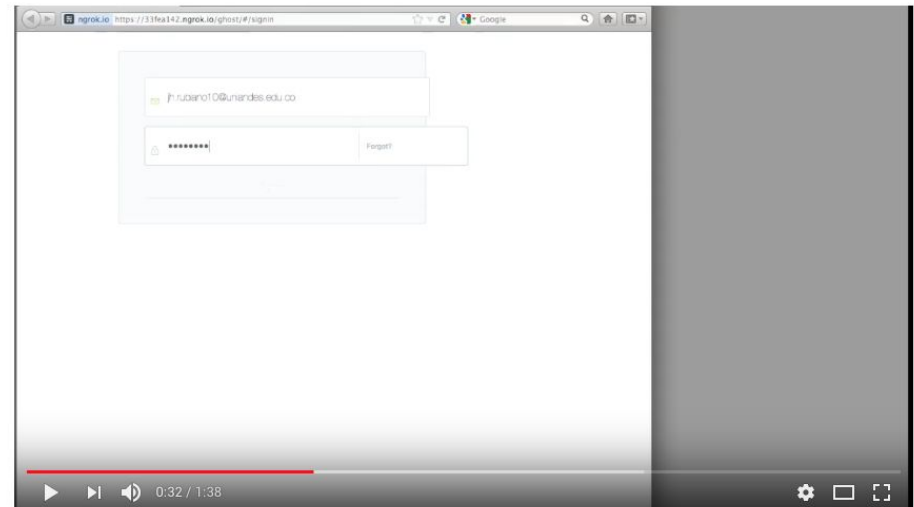 ngrok.io https://33fea142.ngrok.io/ghost/#/signin Google
jh.rubiano10@uniandes.edu.co
Forgot?
0:32 / 1:38